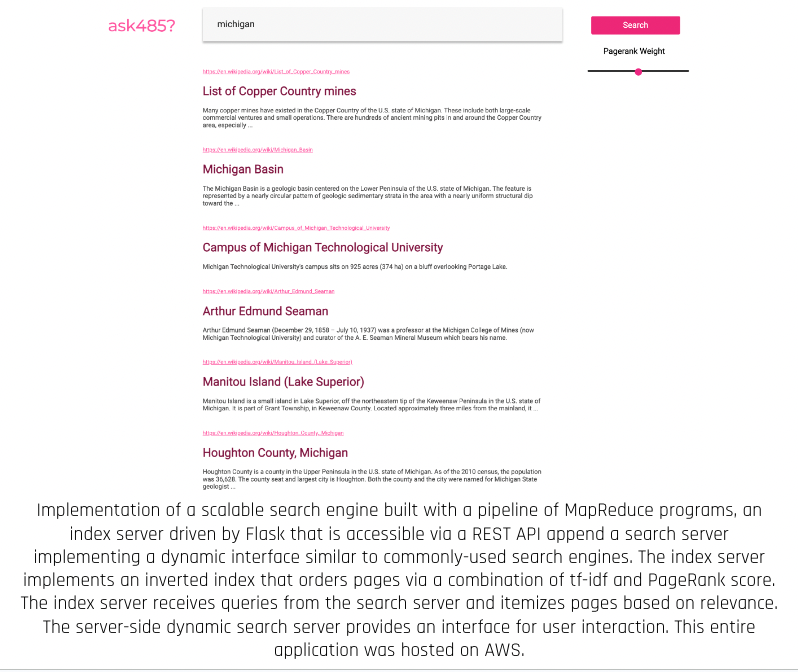 ask485?
michigan
Search
Pagerank Weight
https://en.wikipedia.org/wiki/List_of_Copper_Country_mines
List of Copper Country mines
Many copper mines have existed in the Copper Country of the U.S. state of Michigan. These include both large-scale
commercial ventures and small operations. There are hundreds of ancient mining pits in and around the Copper Country
area, especially ...
https://en.wikipedia.org/wiki/Michigan_Basin
Michigan Basin
The Michigan Basin is a geologic basin centered on the Lower Peninsula of the U.S. state of Michigan. The feature is
represented by a nearly circular pattern of geologic sedimentary strata in the area with a nearly uniform structural dip
toward the ...
https://en.wikipedia.org/wiki/Campus_of_Michigan_Technological_University
Campus of Michigan Technological University
Michigan Technological University's campus sits on 925 acres (374 ha) on a bluff overlooking Portage Lake.
https://en.wikipedia.org/wiki/Arthur_Edmund_Seaman
Arthur Edmund Seaman
Arthur Edmund Seaman (December 29, 1858 – July 10, 1937) was a professor at the Michigan College of Mines (now
Michigan Technological University) and curator of the A. E. Seaman Mineral Museum which bears his name.
https://en.wikipedia.org/wiki/Manitou_Island_(Lake_Superior)
Manitou Island (Lake Superior)
Manitou Island is a small island in Lake Superior, off the northeastern tip of the Keweenaw Peninsula in the U.S. state of
Michigan. It is part of Grant Township, in Keweenaw County. Located approximately three miles from the mainland, it ...
https://en.wikipedia.org/wiki/Houghton_County,_Michigan
Houghton County, Michigan
Houghton County is a county in the Upper Peninsula in the U.S. state of Michigan. As of the 2010 census, the population
was 36,628. The county seat and largest city is Houghton. Both the county and the city were named for Michigan State
geologist ...
Implementation of a scalable search engine built with a pipeline of MapReduce programs, an
index server driven by Flask that is accessible via a REST API append a search server
implementing a dynamic interface similar to commonly-used search engines. The index server
implements an inverted index that orders pages via a combination of tf-idf and PageRank score.
The index server receives queries from the search server and itemizes pages based on relevance.
The server-side dynamic search server provides an interface for user interaction. This entire
application was hosted on AWS.